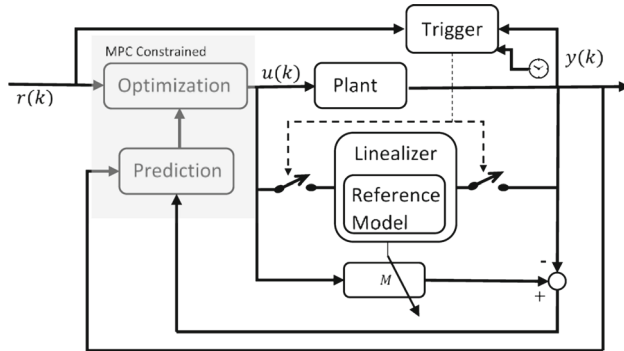 Trigger
MPC Constrained
Optimization
u(k)
Plant
y(k)
r(k)
Linealizer
Prediction
Reference
Model
-
M
+